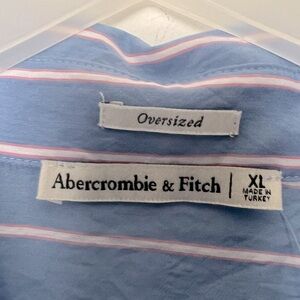 Oversized
Abercrombie & Fitch
XL
MADE IN
TURKEY